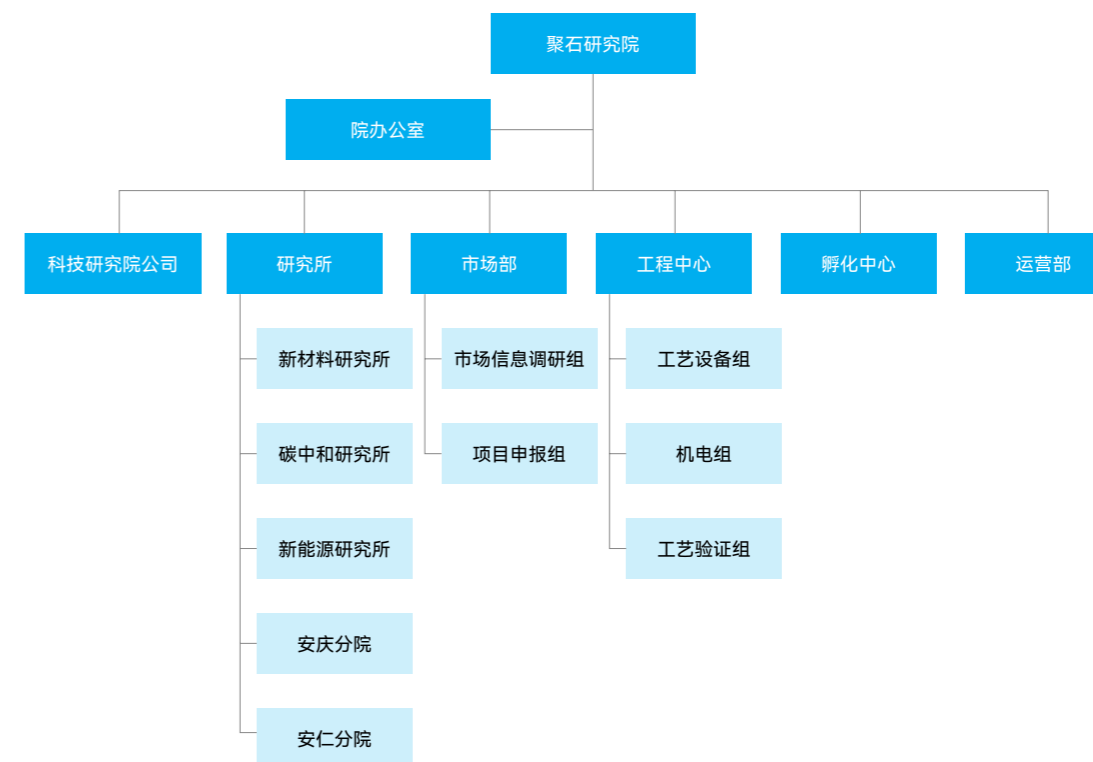 聚石研究院
院办公室
科技研究院公司
研究所
市场部
工程中心
孵化中心
运营部
新材料研究所
市场信息调研组
工艺设备组
碳中和研究所
项目申报组
机电组
新能源研究所
工艺验证组
安庆分院
安仁分院